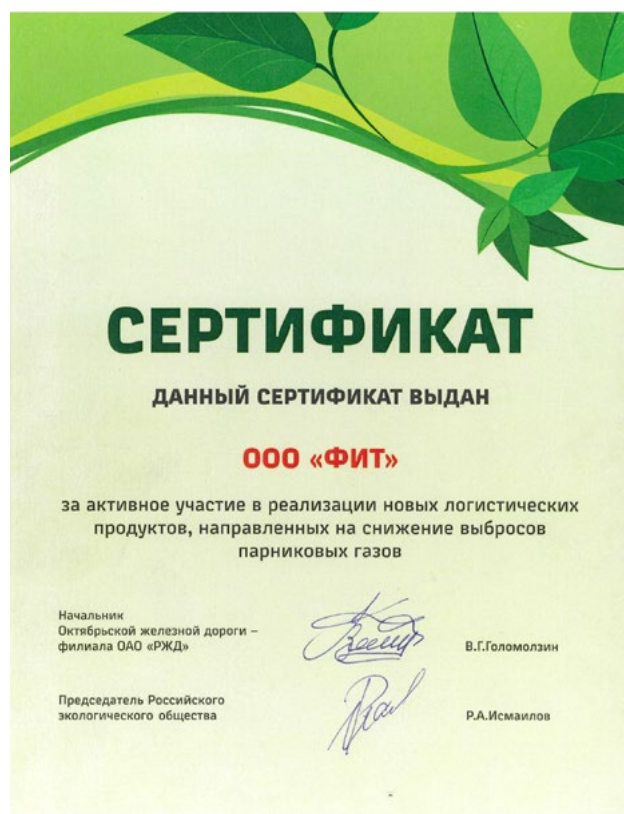 СЕРТИФИКАТ
ДАННЫЙ СЕРТИФИКАТ ВЫДАН
ООО «ФИТ»
за активное участие в реализации новых логистических
продуктов, направленных на снижение выбросов
парниковых газов
Начальник
Октябрьской железной дороги –
филиала ОАО «РЖД»
В.Г.Голомолзин
Председатель Российского
экологического общества
Р.А.Исмаилов